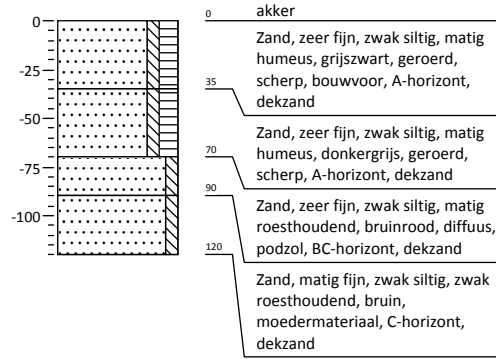 0
-25
-50
-75
-100
0
akker
Zand, zeer fijn, zwak siltig, matig
humeus, grijszwart, geroerd,
scherp, bouwvoor, A-horizont,
dekzand
35
Zand, zeer fijn, zwak siltig, matig
humeus, donkergrijs, geroerd,
scherp, A-horizont, dekzand
70
Zand, zeer fijn, zwak siltig, matig
roesthoudend, bruinrood, diffuus,
podzol, BC-horizont, dekzand
90
Zand, matig fijn, zwak siltig, zwak
roesthoudend, bruin,
moedermateriaal, C-horizont,
dekzand
120